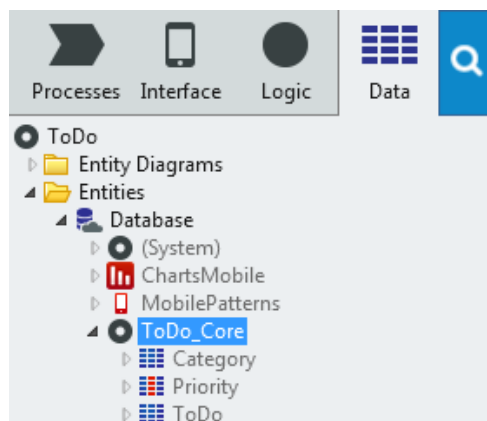 Processes Interface Logic Data
ToDo
Entity Diagrams
Entities
Database
(System)
ChartsMobile
MobilePatterns
ToDo_Core
Category
Priority
ToDo